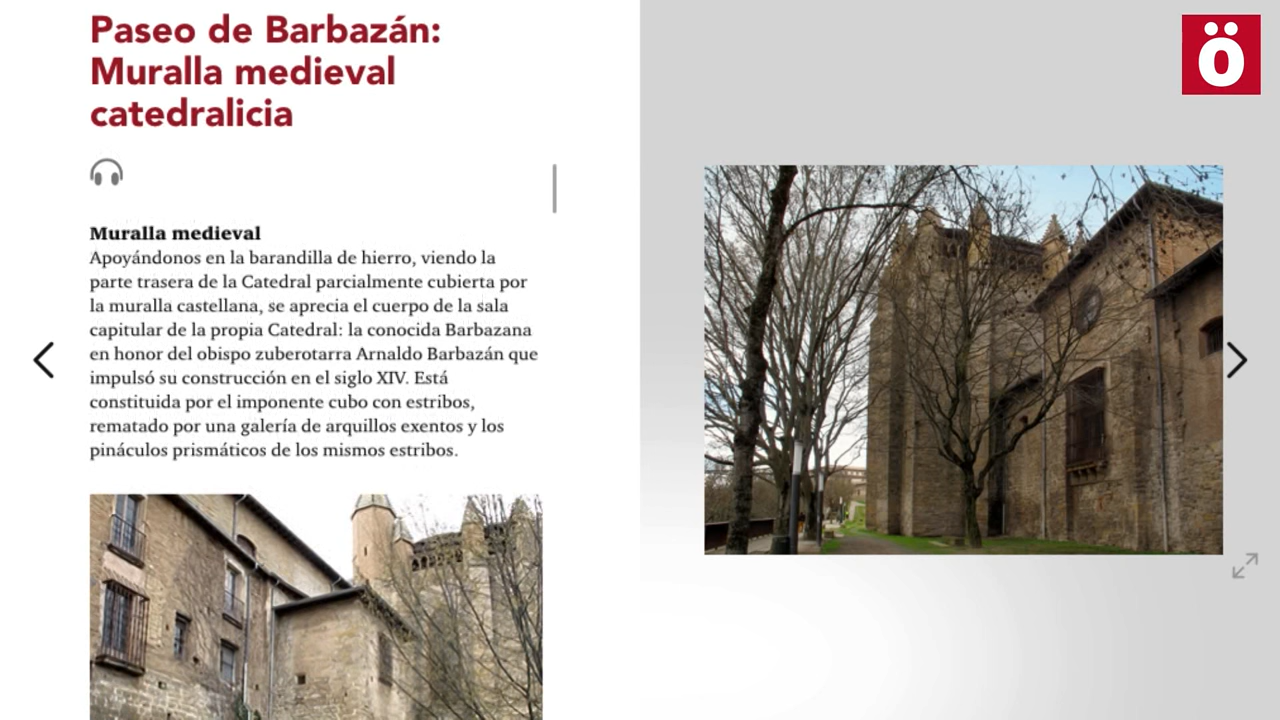 Paseo de Barbazán:
Muralla medieval
catedralicia
Muralla medieval
Apoyándonos en la barandilla de hierro, viendo la
parte trasera de la Catedral parcialmente cubierta por
la muralla castellana, se aprecia el cuerpo de la sala
capitular de la propia Catedral: la conocida Barbazana
en honor del obispo zuberotarra Arnaldo Barbazán que
impulsó su construcción en el siglo XIV. Está
constituida por el imponente cubo con estribos,
rematado por una galería de arquillos exentos y los
pináculos prismáticos de los mismos estribos.
ö